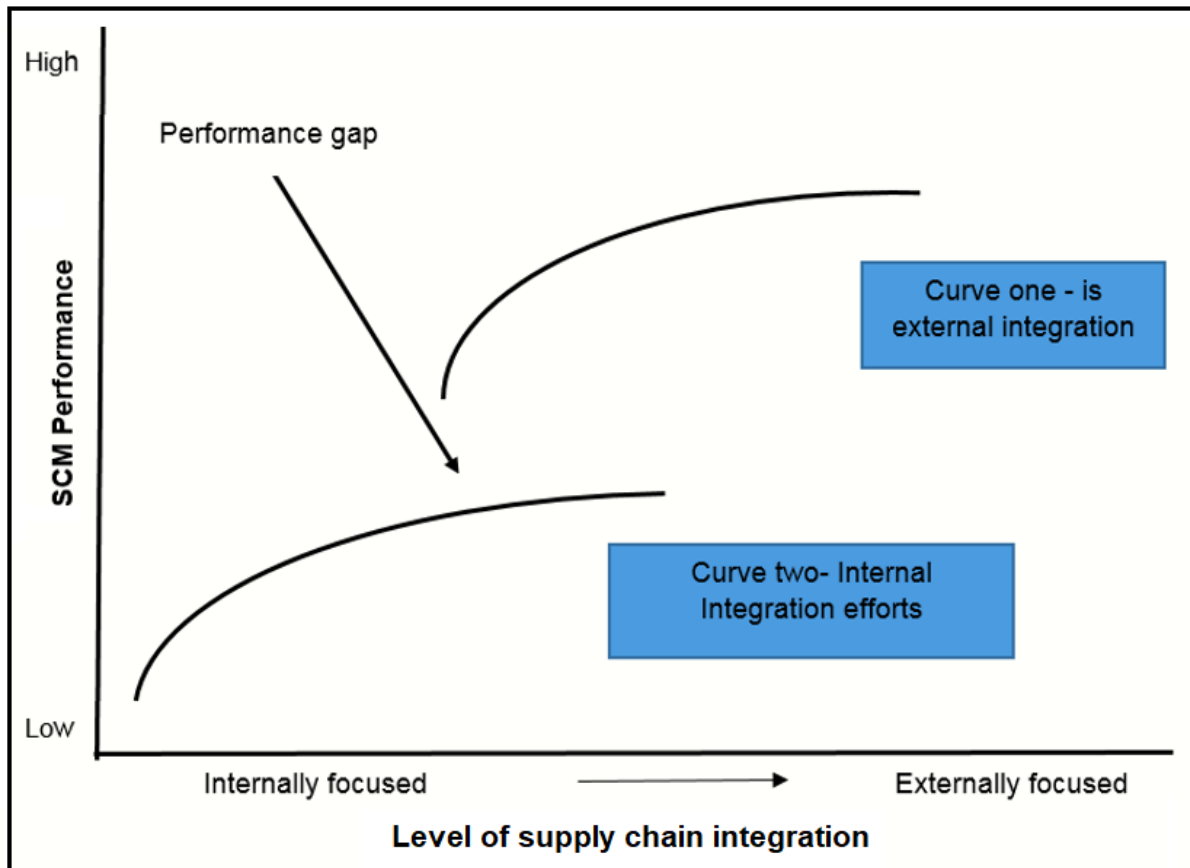 High
Performance gap
Curve one - is
external integration
SCM Performance
Curve two- Internal
Integration efforts
Low
Internally focused
Externally focused
Level of supply chain integration